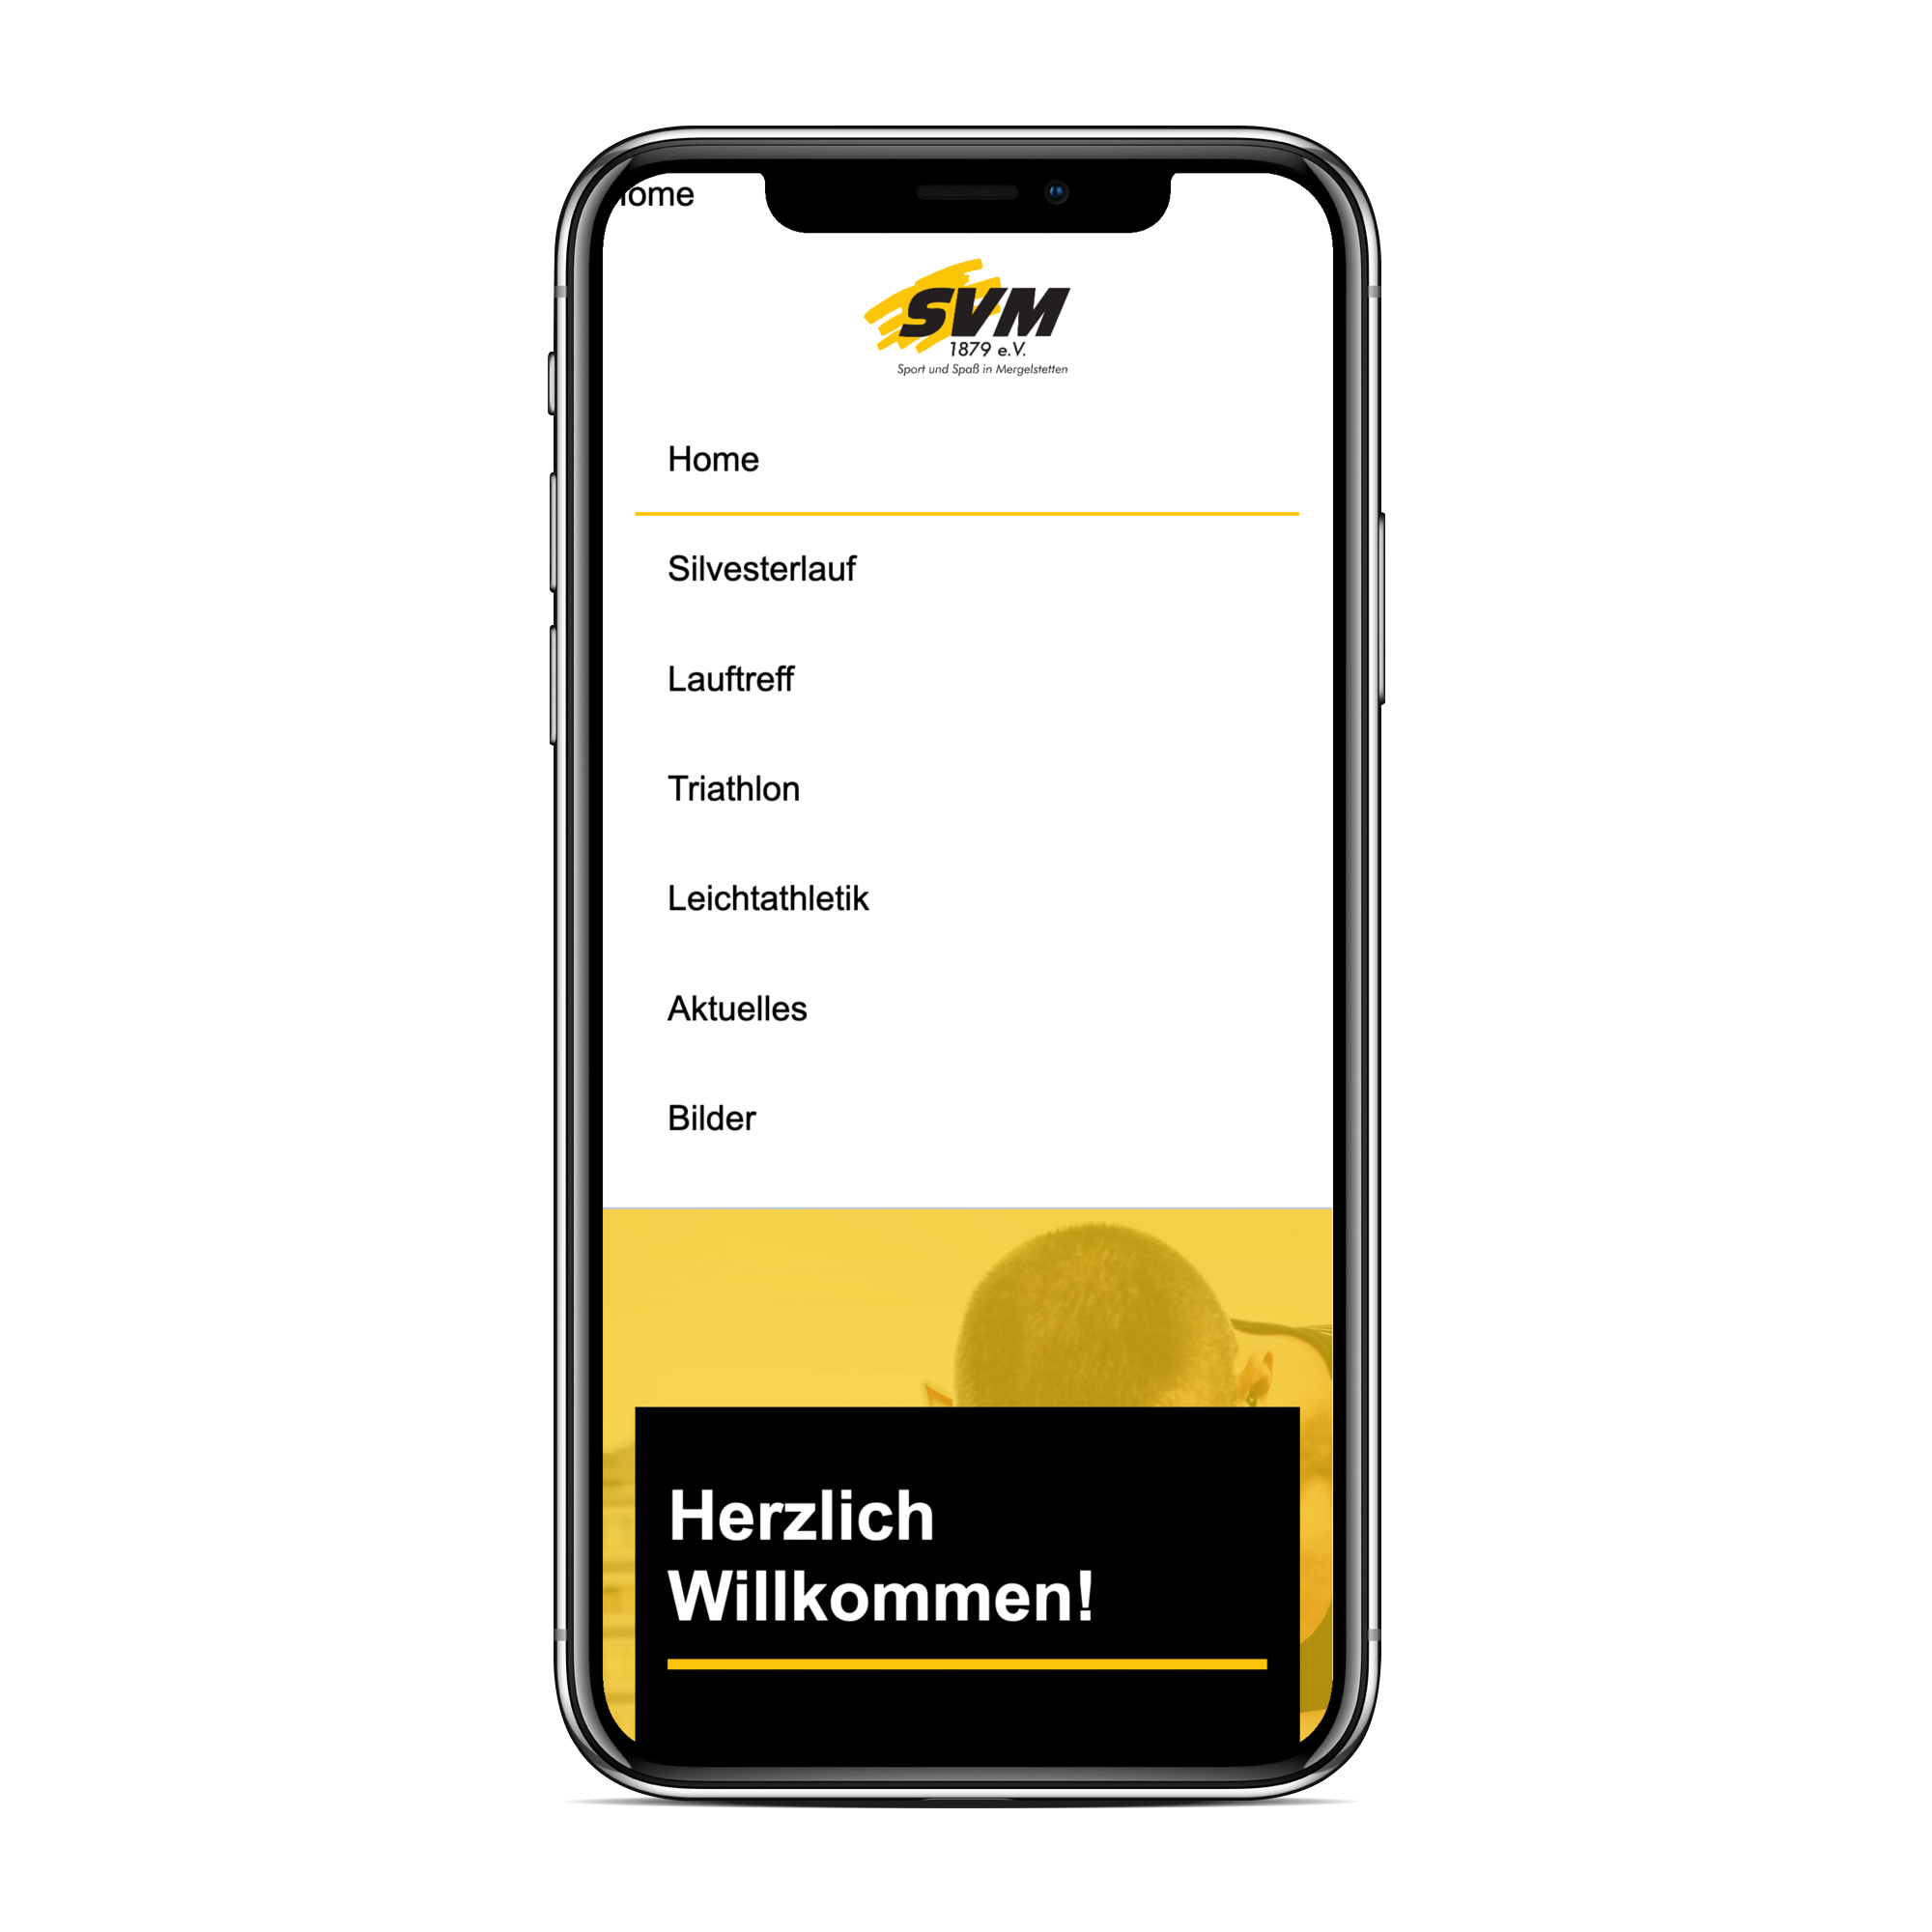 ome
SVM
1879 e.V.
Sport und Spaß in Mergelstetten
Home
Silvesterlauf
Lauftreff
Triathlon
Leichtathletik
Aktuelles
Bilder
Herzlich
Willkommen!